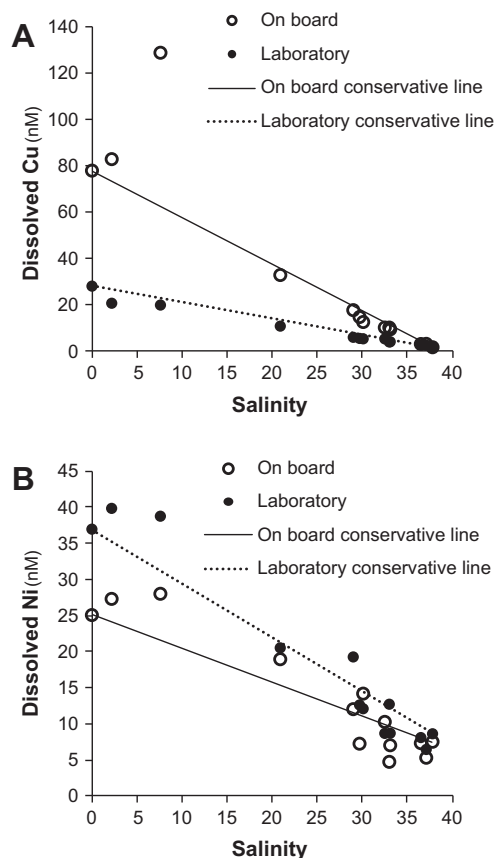 A
On board
Laboratory
On board conservative line
Laboratory conservative line
Dissolved Cu (nM)
140
120
100
80
60
40
20
0
0 5 10 15 20 25 30 35 40
Salinity
B
On board
Laboratory
On board conservative line
Laboratory conservative line
Dissolved Ni (nM)
45
40
35
30
25
20
15
10
5
0
0 5 10 15 20 25 30 35 40
Salinity